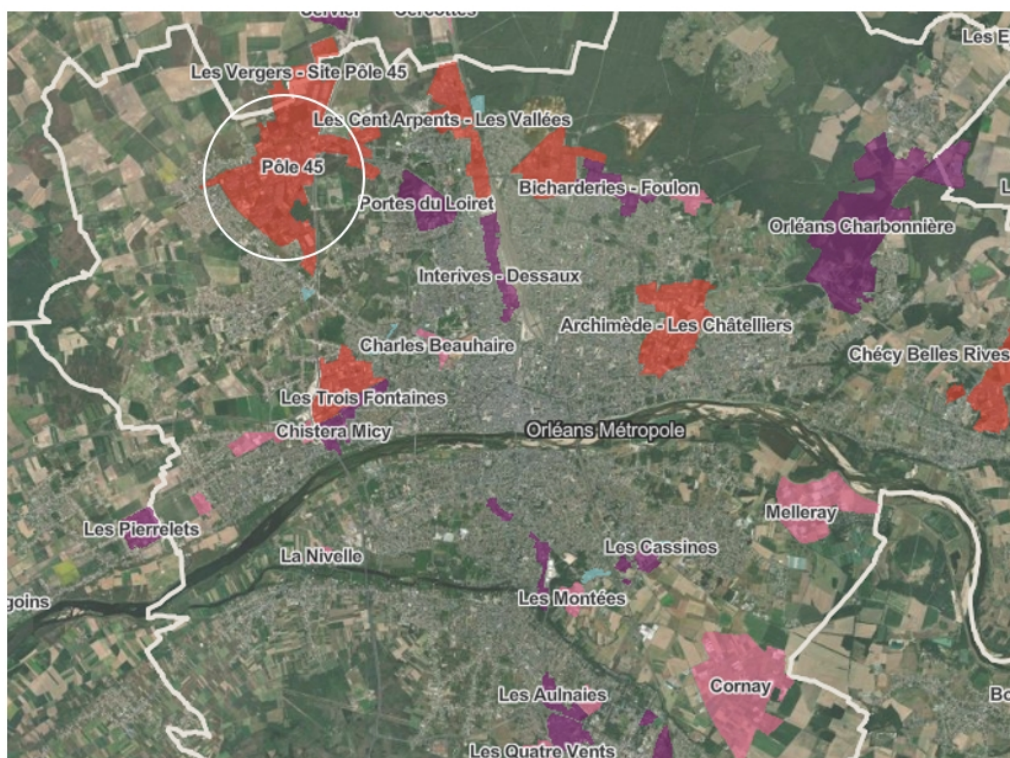 Les Vergers - Site Pôle 45
Les Cent Arpents - Les Vallées
Pôle 45
Bicharderies - Foulon
Portes du Loiret
Orléans Charbonnière
Interives - Dessaux
Archimède - Les Châtelliers
Charles Beauhaire
Chécy Belles Rives
Les Trois Fontaines
Chistera Micy
Orléans Métropole
Melleray
Les Pierrelets
Les Cassines
La Nivelle
Les Montées
Cornay
Les Aulnaies
Les Quatre Vents